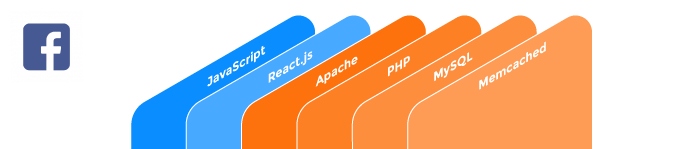 JavaScript
React.js
Apache
PHP
MySQL
Memcached